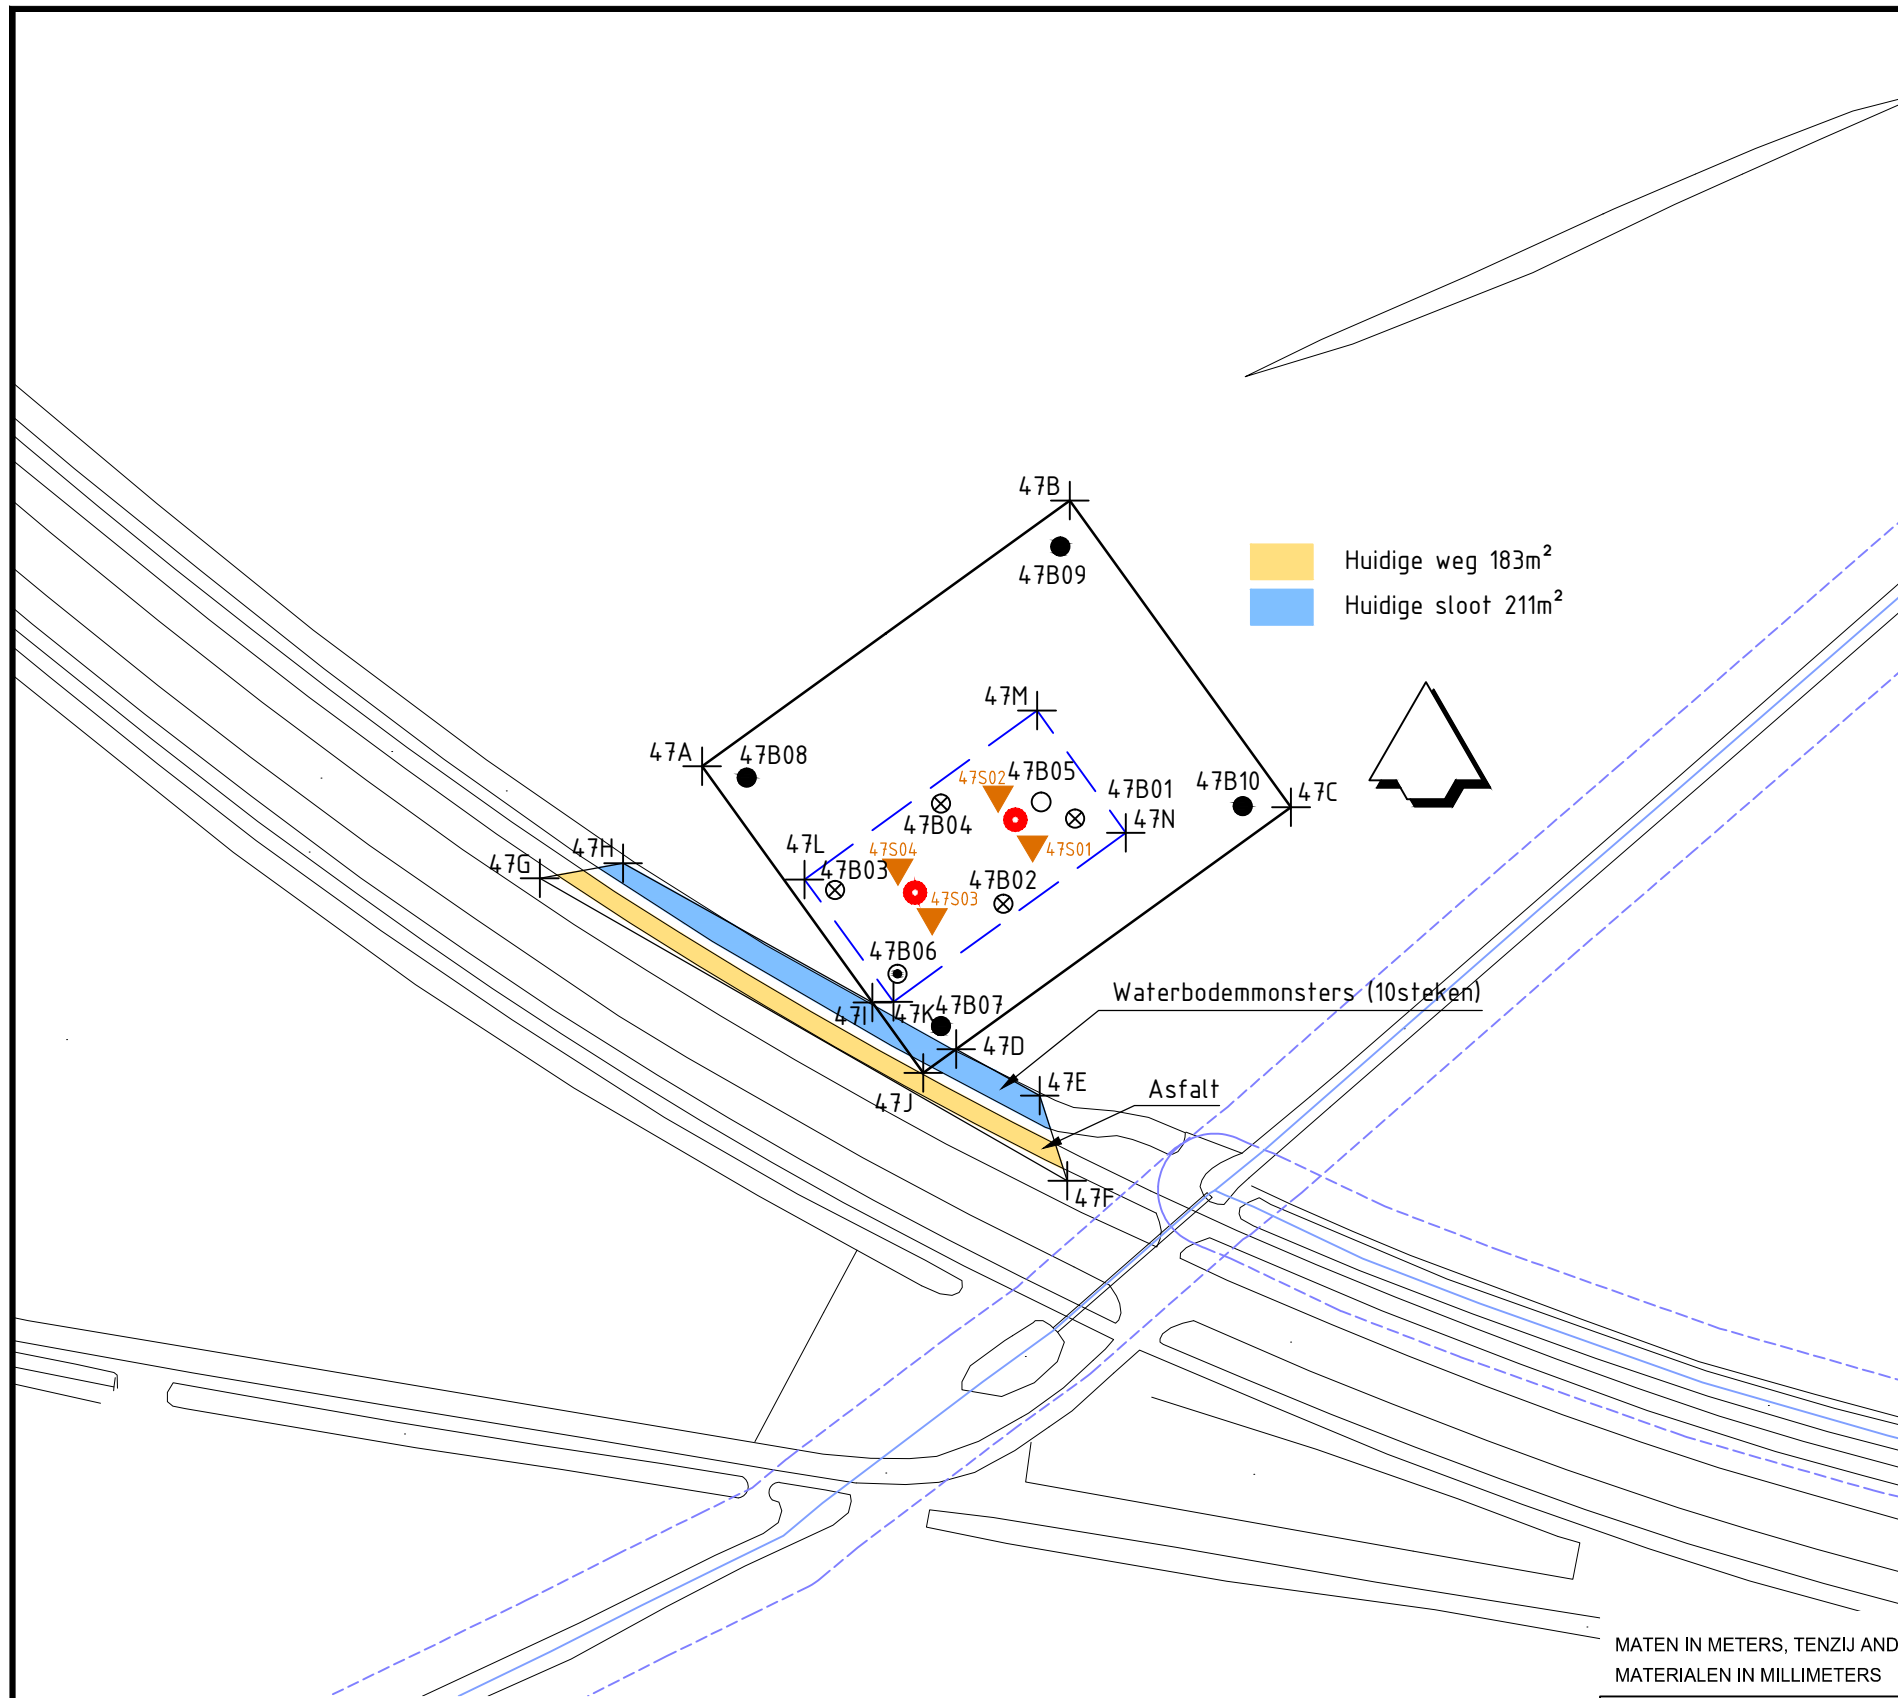 47B
47B09
Huidige weg 183m²
Huidige sloot 211m²
47M
47A
47B08
47S02
47B05
47B01
47B10
47C
47N
47B04
47S01
47H
47G
47L
47S04
47B03
47B02
47S03
47B06
47I
47K
47B07
Waterbodemmonsters (10steken)
47D
47E
Asfalt
47J
47F
MATEN IN METERS, TENZIJ AND
MATERIALEN IN MILLIMETERS